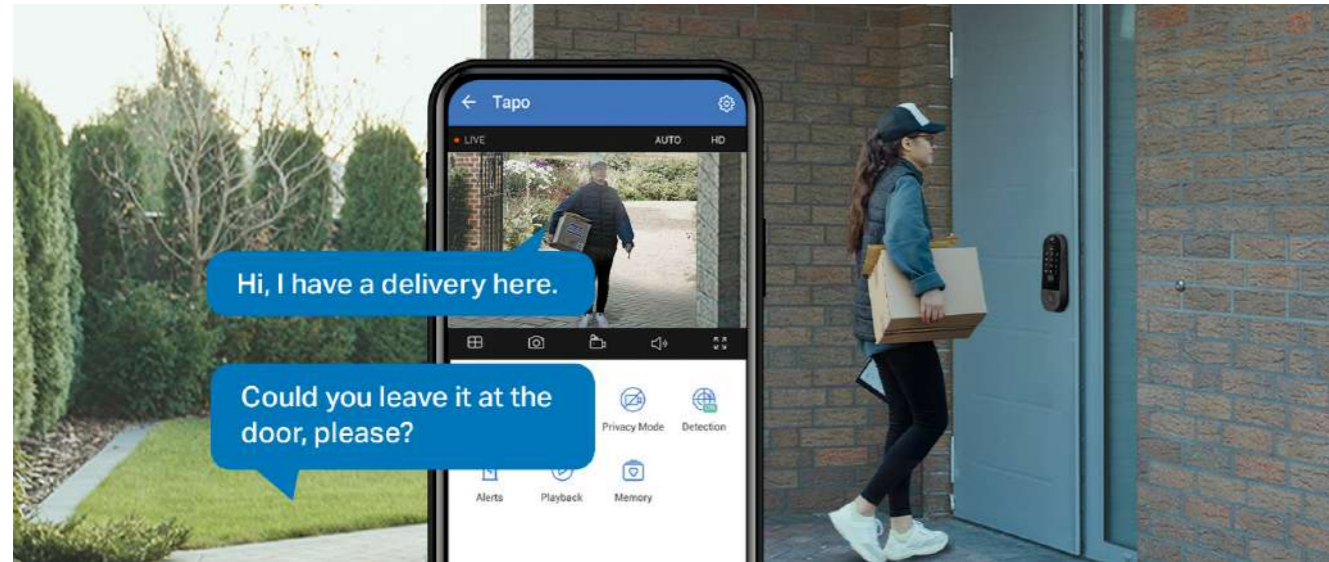 Tapo
LIVE
AUTO
HD
Hi, I have a delivery here.
Could you leave it at the
door, please?
Privacy Mode
Detection
Alerts
Playback
Memory